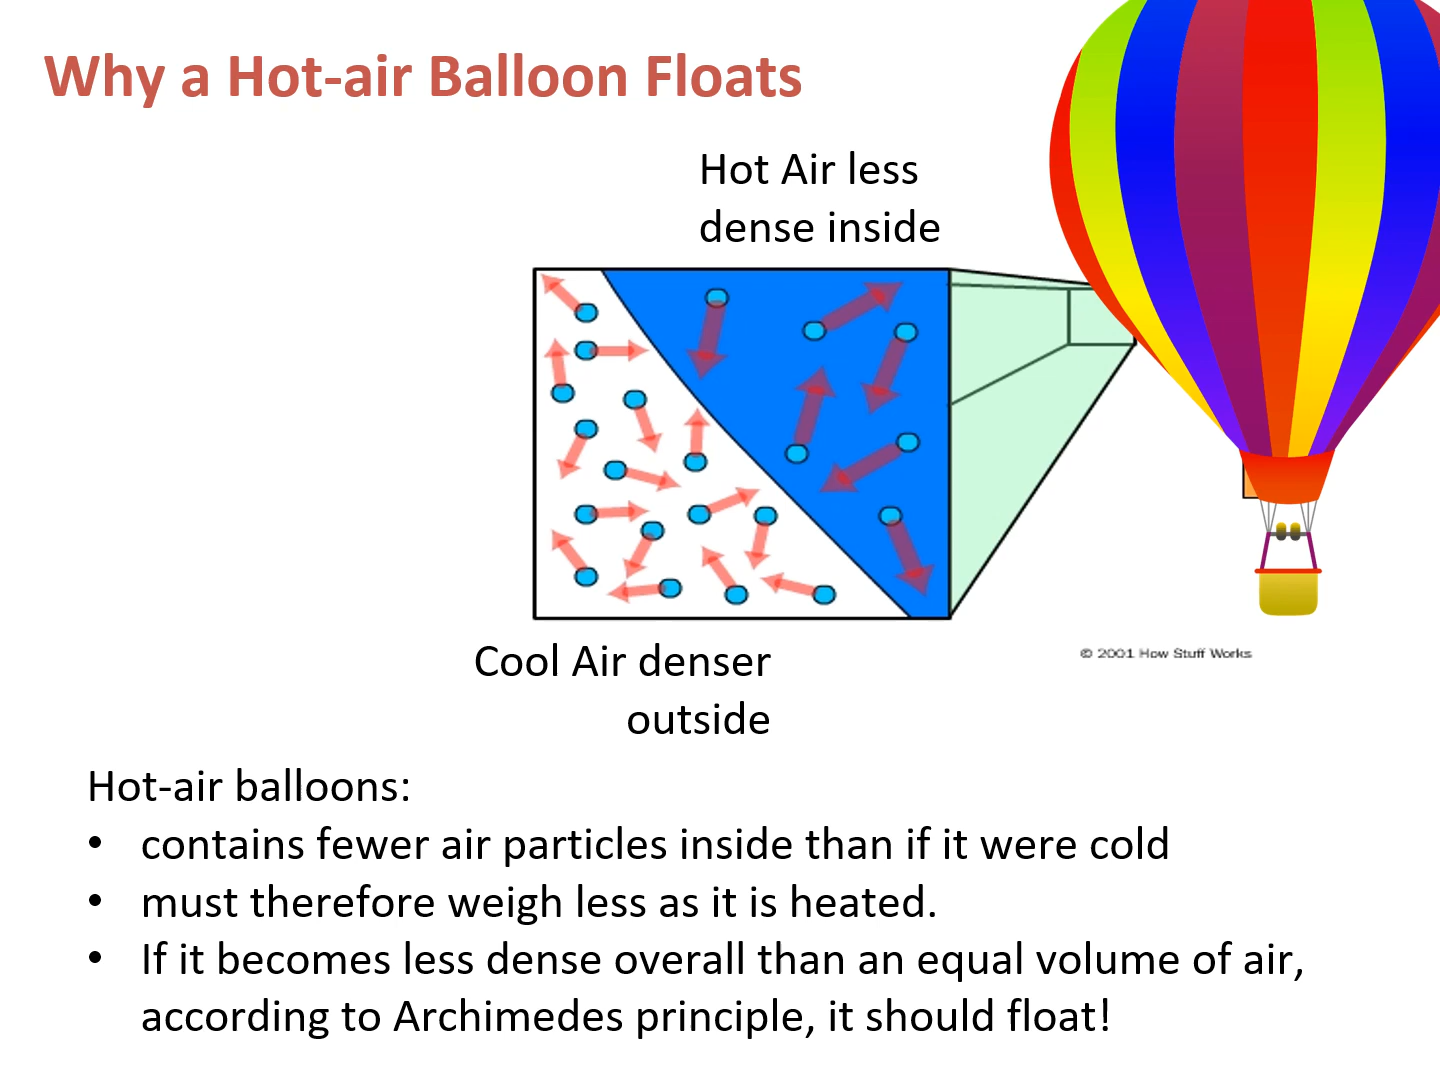 Why a Hot-air Balloon Floats
Hot Air less
dense inside
Cool Air denser
outside
© 2001 How Stuff Works
Hot-air balloons:
• contains fewer air particles inside than if it were cold
• must therefore weigh less as it is heated.
• If it becomes less dense overall than an equal volume of air,
according to Archimedes principle, it should float!